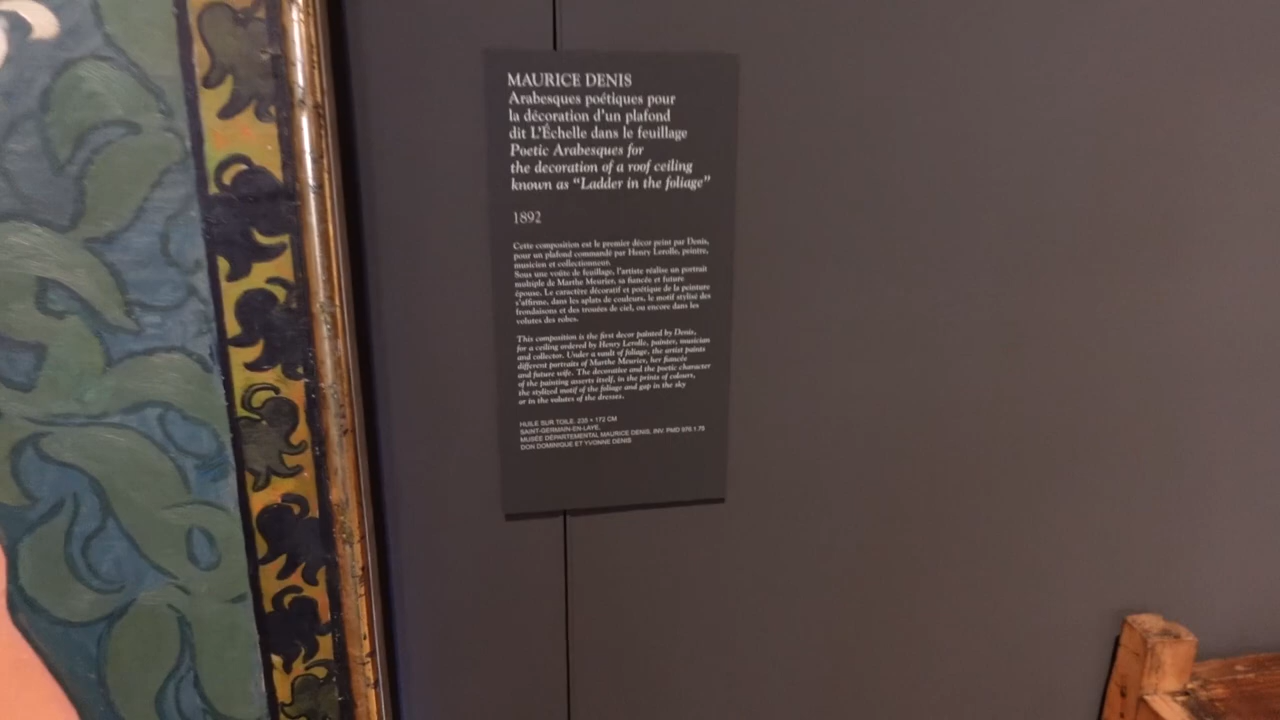 MAURICE DENIS
Arabesques poétiques pour
la décoration d'un plafond
dit L'Échelle dans le feuillage
Poetic Arabesques for
the decoration of a roof ceiling
known as "Ladder in the foliage"
1892
Cette composition est le premier décor peint par Denis,
pour un plafond commandé par Henry Lerolle, peintre,
musicien et collectionneur.
Sous une voûte de feuillage, l'artiste réalise un portrait
multiple de Marthe Meurier, sa fiancée et future
épouse. Le caractère décoratif et poétique de la peinture
s'affirme, dans les aplats de couleurs, le motif stylisé des
frondaisons et des trouées de ciel, ou encore dans les
volutes des robes.
This composition is the first decor painted by Denis,
for a ceiling ordered by Henry Lerolle, painter, musician
and collector. Under a vault of foliage, the artist paints
different portraits of Marthe Meurier, her fiancée
and future wife. The decorative and the poetic character
of the painting asserts itself, in the prints of colours,
the stylized motif of the foliage and gap in the sky
or in the volutes of the dresses.
HUILE SUR TOILE. 235 × 172 CM
SAINT-GERMAIN-EN-LAYE,
MUSÉE DÉPARTEMENTAL MAURICE DENIS, INV. PMD 976.1.75
DON DOMINIQUE ET YVONNE DENIS